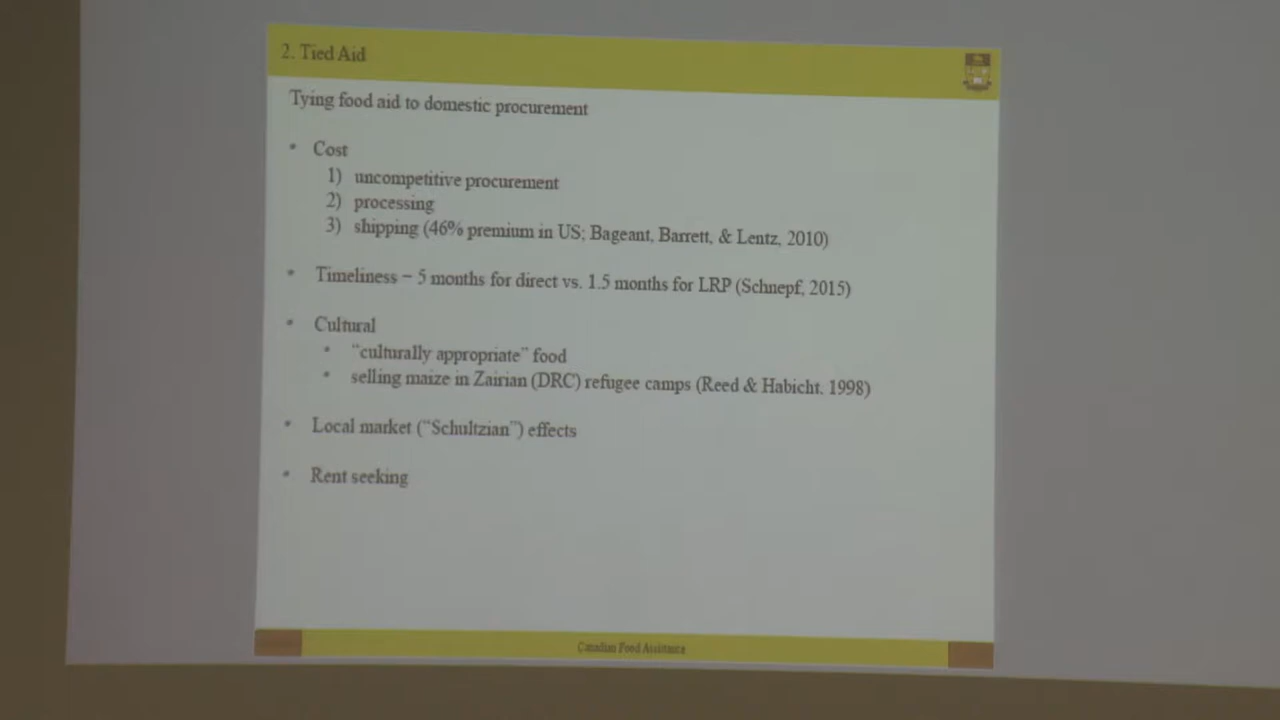 2. Tied Aid
Tying food aid to domestic procurement
• Cost
1) uncompetitive procurement
2) processing
3) shipping (46% premium in US; Bageant, Barrett, & Lentz, 2010)
• Timeliness – 5 months for direct vs. 1.5 months for LRP (Schnepf, 2015)
• Cultural
• "culturally appropriate" food
• selling maize in Zairian (DRC) refugee camps (Reed & Habicht, 1998)
• Local market ("Schultzian") effects
• Rent seeking
Canadian Food Assistance